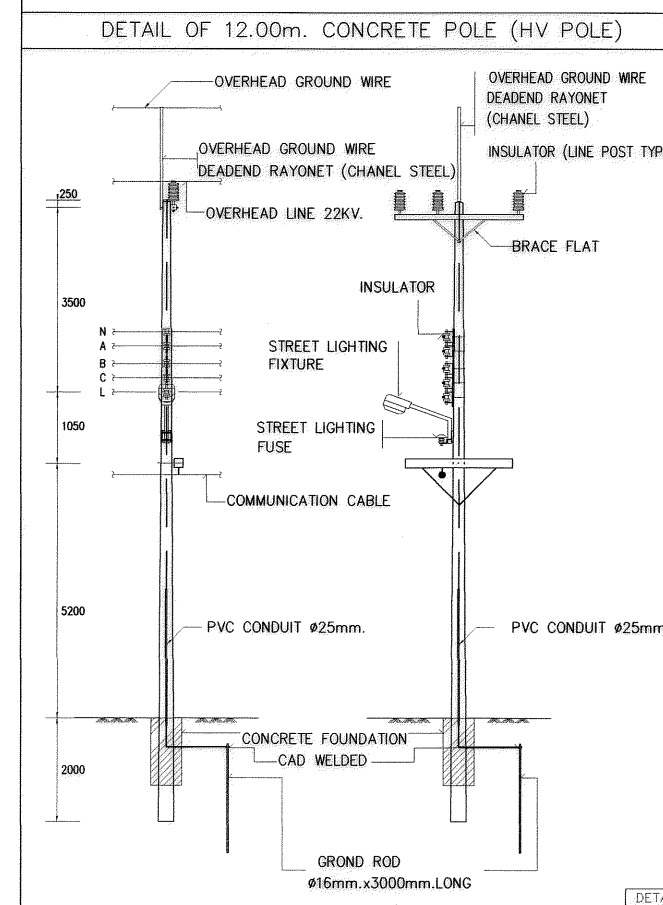 DETAIL OF 12.00m. CONCRETE POLE (HV POLE)
OVERHEAD GROUND WIRE
OVERHEAD GROUND WIRE
DEADEND RAYONET (CHANEL STEEL)
OVERHEAD LINE 22KV.
250
3500
N
A
B
C
L
1050
COMMUNICATION CABLE
5200
PVC CONDUIT ø25mm.
2000
OVERHEAD GROUND WIRE
DEADEND RAYONET
(CHANEL STEEL)
INSULATOR (LINE POST TYP
BRACE FLAT
INSULATOR
STREET LIGHTING
FIXTURE
STREET LIGHTING
FUSE
PVC CONDUIT ø25mm
CONCRETE FOUNDATION
CAD WELDED
GROND ROD
ø16mm.x3000mm.LONG
DETA